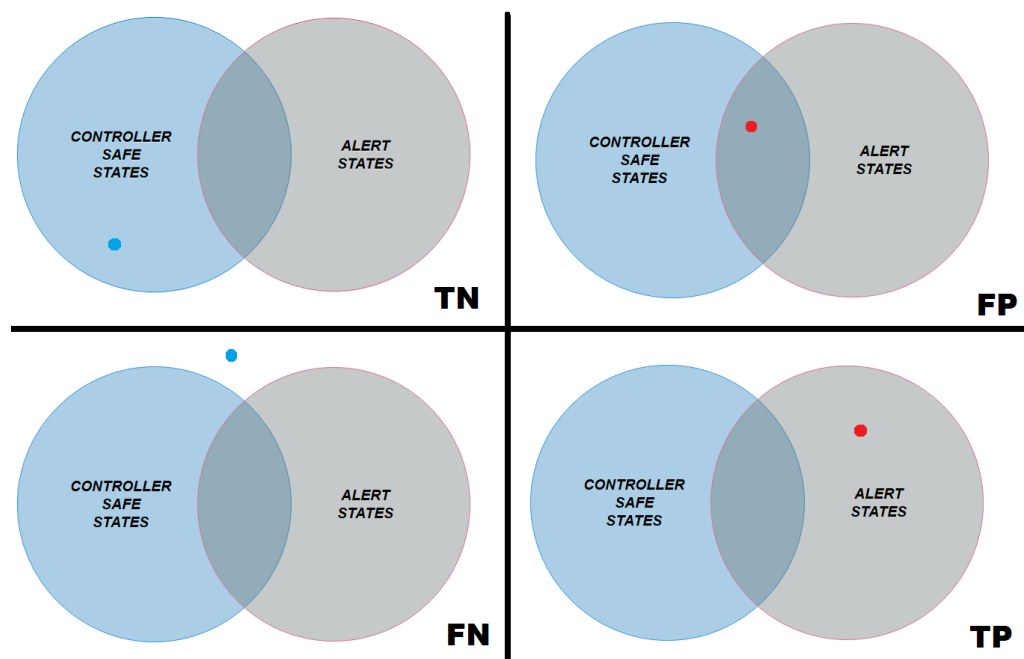 CONTROLLER
SAFE
STATES
ALERT
STATES
TN
CONTROLLER
SAFE
STATES
ALERT
STATES
FP
CONTROLLER
SAFE
STATES
ALERT
STATES
FN
CONTROLLER
SAFE
STATES
ALERT
STATES
TP